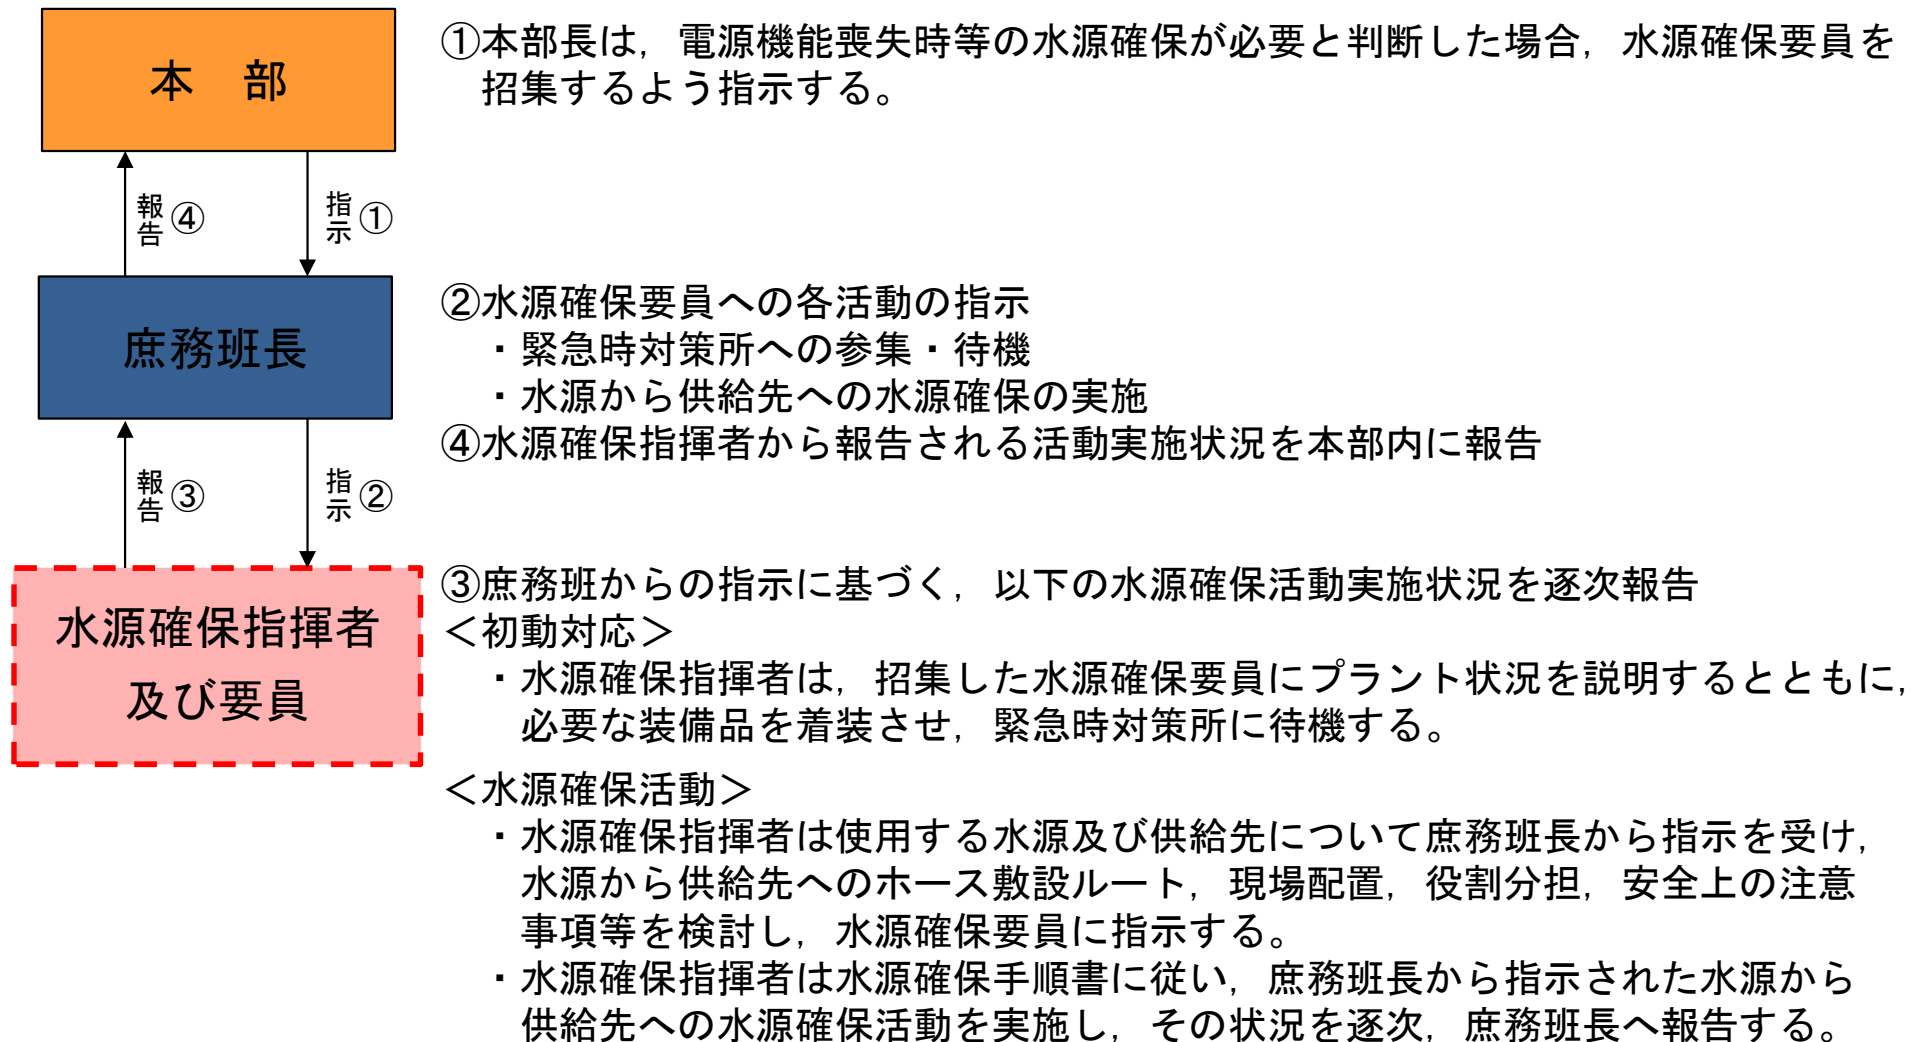 本　部
①本部長は，電源機能喪失時等の水源確保が必要と判断した場合，水源確保要員を
招集するよう指示する。
報告④
指示①
庶務班長
②水源確保要員への各活動の指示
・緊急時対策所への参集・待機
・水源から供給先への水源確保の実施
④水源確保指揮者から報告される活動実施状況を本部内に報告
報告③
指示②
水源確保指揮者
及び要員
③庶務班からの指示に基づく，以下の水源確保活動実施状況を逐次報告
＜初動対応＞
・水源確保指揮者は，招集した水源確保要員にプラント状況を説明するとともに，
必要な装備品を着装させ，緊急時対策所に待機する。
＜水源確保活動＞
・水源確保指揮者は使用する水源及び供給先について庶務班長から指示を受け，
水源から供給先へのホース敷設ルート，現場配置，役割分担，安全上の注意
事項等を検討し，水源確保要員に指示する。
・水源確保指揮者は水源確保手順書に従い，庶務班長から指示された水源から
供給先への水源確保活動を実施し，その状況を逐次，庶務班長へ報告する。